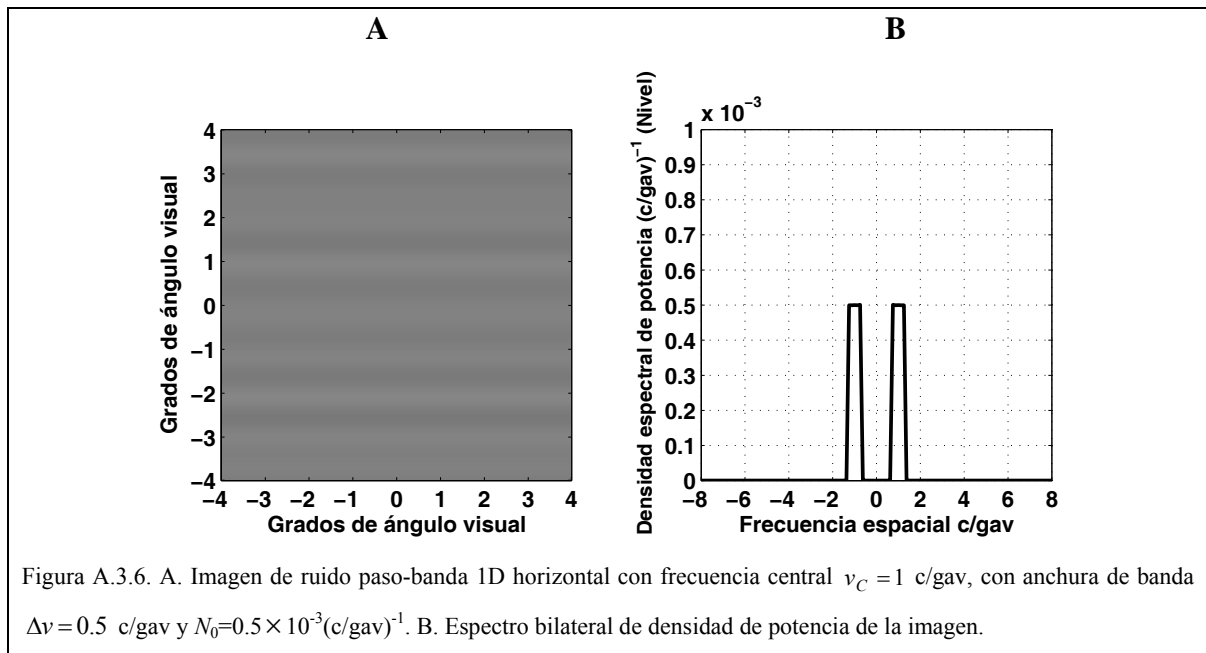 A
B
x 10⁻³
Grados de ángulo visual
4
3
2
1
0
−1
−2
−3
−4
−4 −3 −2 −1 0 1 2 3 4
Grados de ángulo visual
Densidad espectral de potencia (c/gav)⁻¹ (Nivel)
1
0.9
0.8
0.7
0.6
0.5
0.4
0.3
0.2
0.1
0
−8 −6 −4 −2 0 2 4 6 8
Frecuencia espacial c/gav
Figura A.3.6. A. Imagen de ruido paso-banda 1D horizontal con frecuencia central ν_C = 1 c/gav, con anchura de banda
Δν = 0.5 c/gav y N₀=0.5 × 10⁻³(c/gav)⁻¹. B. Espectro bilateral de densidad de potencia de la imagen.